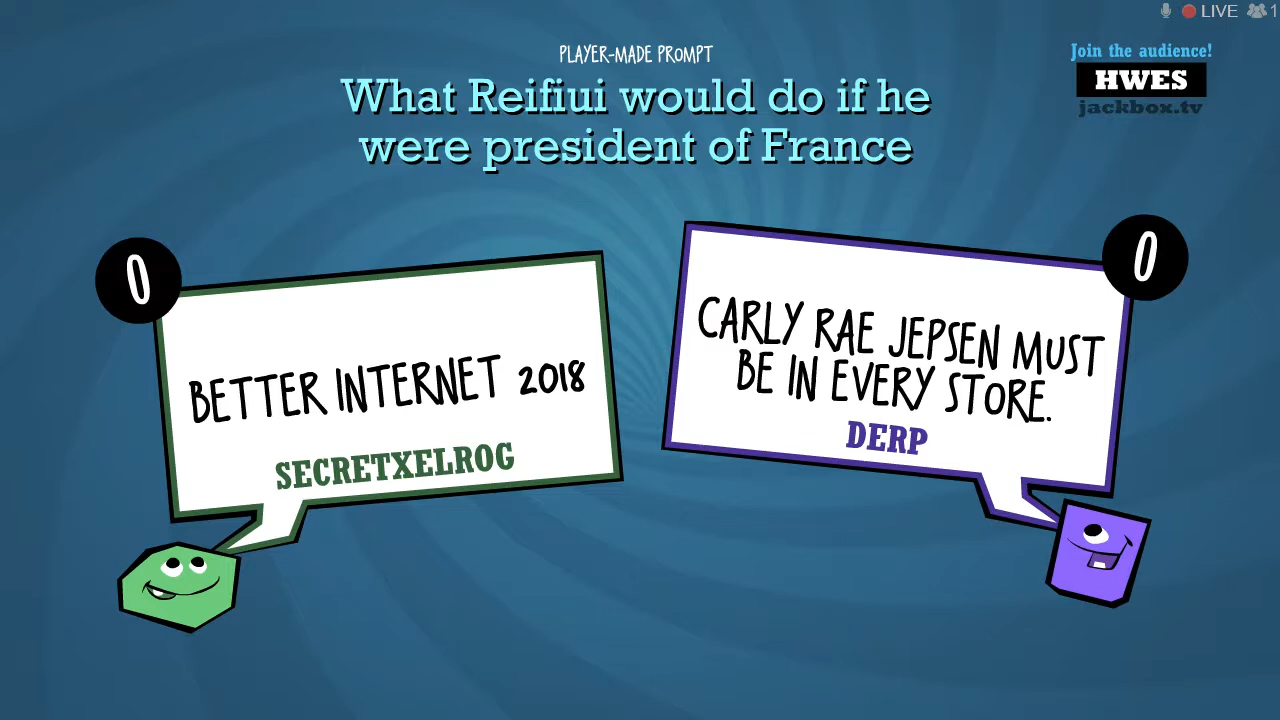 LIVE 1
PLAYER-MADE PROMPT
What Reifiui would do if he
were president of France
Join the audience!
HWES
jackbox.tv
0
BETTER INTERNET 2018
SECRETXELROG
0
CARLY RAE JEPSEN MUST
BE IN EVERY STORE.
DERP